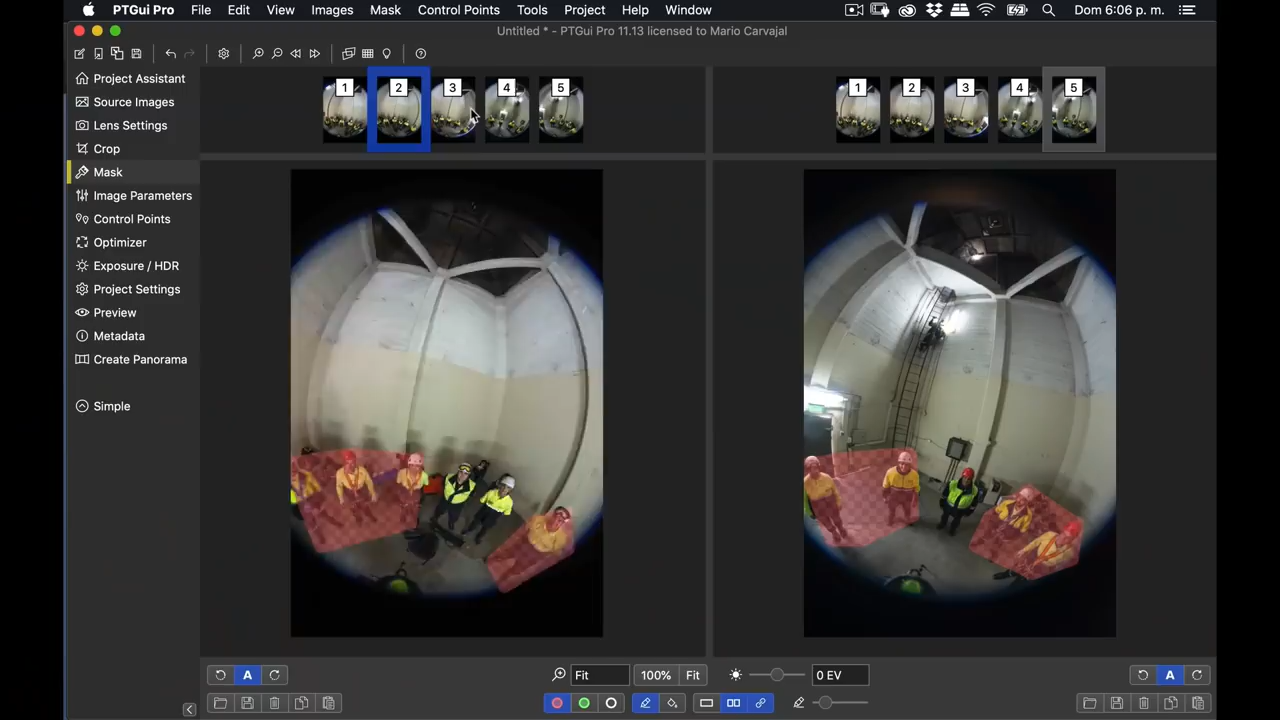 PTGui Pro File Edit View Images Mask Control Points Tools Project Help Window Dom 6:06 p. m.
Untitled * - PTGui Pro 11.13 licensed to Mario Carvajal
1 2 3 4 5
1 2 3 4 5
Project Assistant
Source Images
Lens Settings
Crop
Mask
Image Parameters
Control Points
Optimizer
Exposure / HDR
Project Settings
Preview
Metadata
Create Panorama
Simple
A Fit 100% Fit 0 EV A